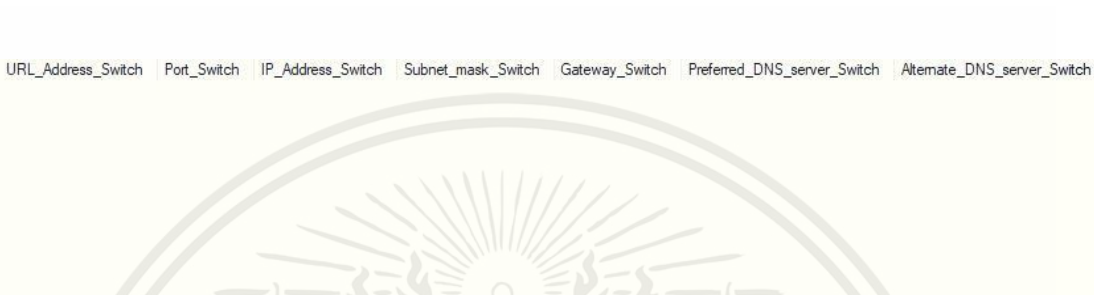 URL_Address_Switch Port_Switch IP_Address_Switch Subnet_mask_Switch Gateway_Switch Preferred_DNS_server_Switch Alternate_DNS_server_Switch